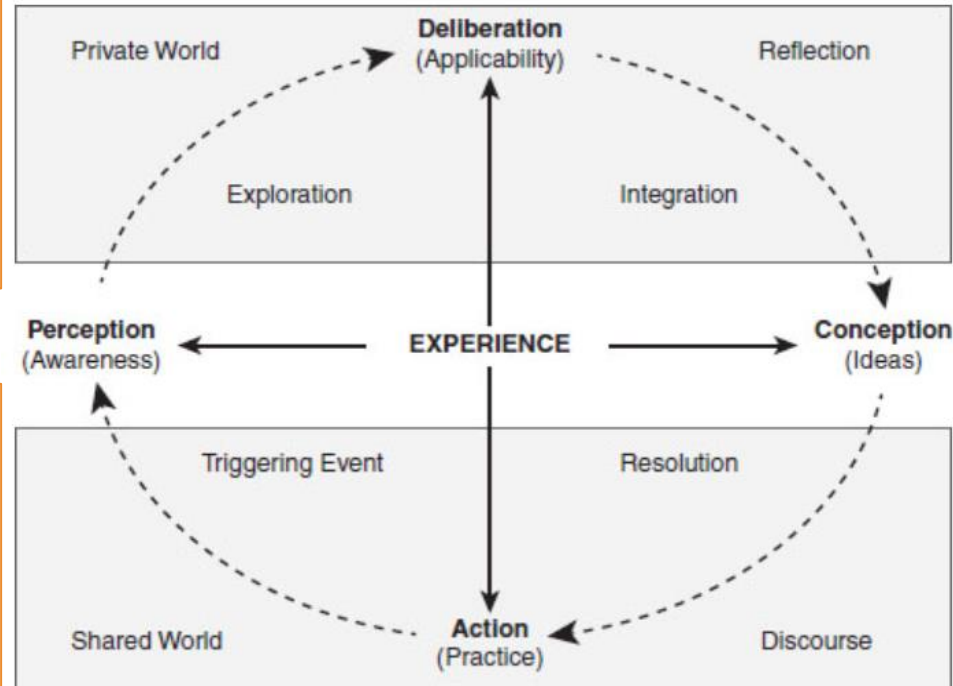 Deliberation
Private World
(Applicability)
Reflection
Exploration
Integration
Perception
(Awareness)
EXPERIENCE
Conception
(Ideas)
Triggering Event
Resolution
Shared World
Action
(Practice)
Discourse